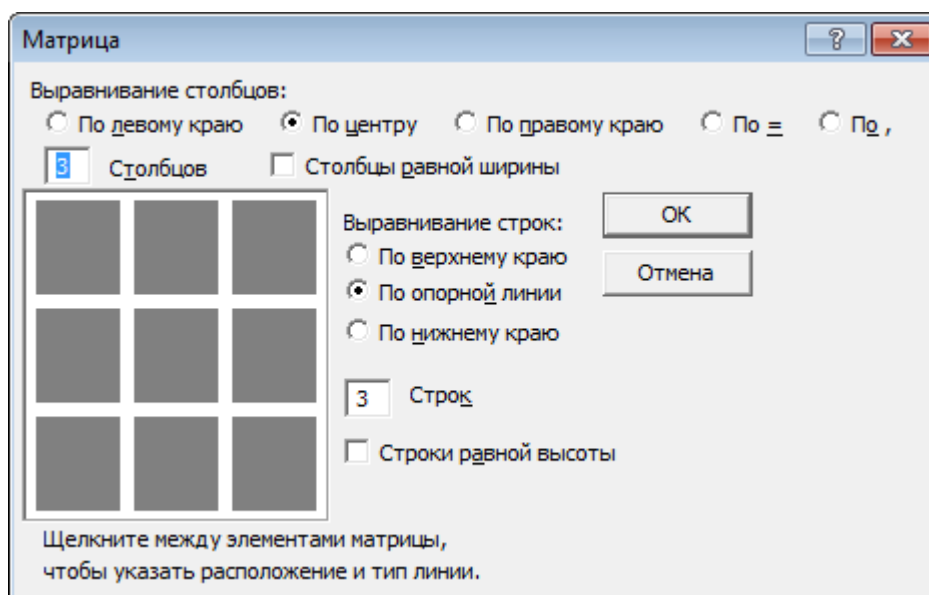 Матрица
Выравнивание столбцов:
По левому краю По центру По правому краю По = По ,
3 Столбцов Столбцы равной ширины
Выравнивание строк:
По верхнему краю
По опорной линии
По нижнему краю
3 Строк
Строки равной высоты
OK
Отмена
Щелкните между элементами матрицы,
чтобы указать расположение и тип линии.